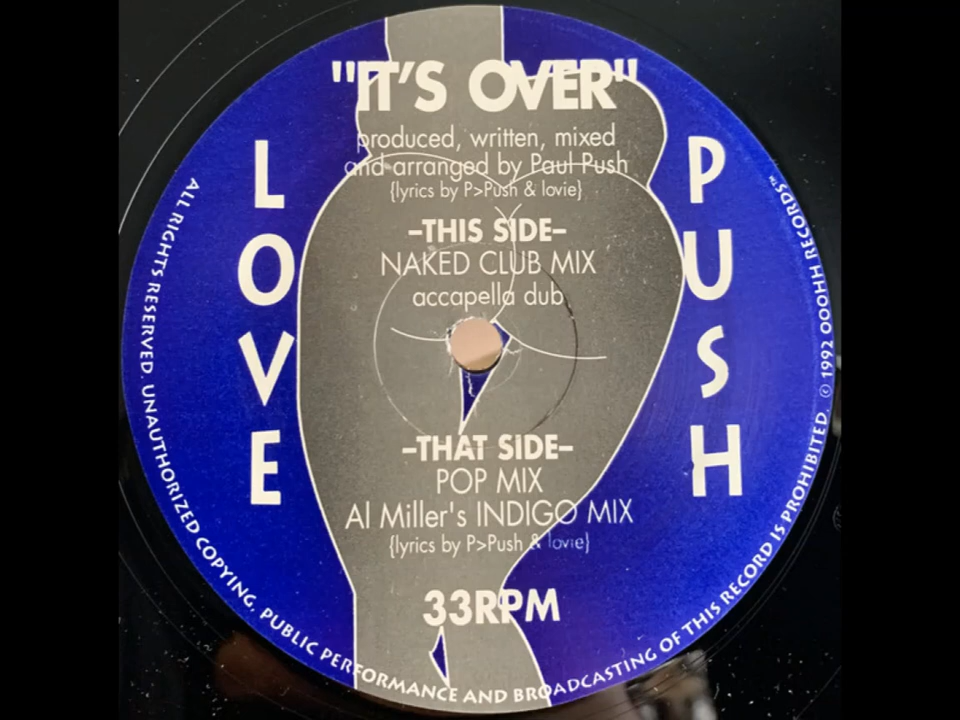 "IT'S OVER"
produced, written, mixed
and arranged by Paul Push
{lyrics by P>Push & lovie}
LOVE
PUSH
–THIS SIDE–
NAKED CLUB MIX
accapella dub
–THAT SIDE–
POP MIX
Al Miller's INDIGO MIX
{lyrics by P>Push & lovie}
33RPM
ALL RIGHTS RESERVED. UNAUTHORIZED COPYING, PUBLIC PERFORMANCE AND BROADCASTING OF THIS RECORD IS PROHIBITED. © 1992 OOOHH RECORDS™